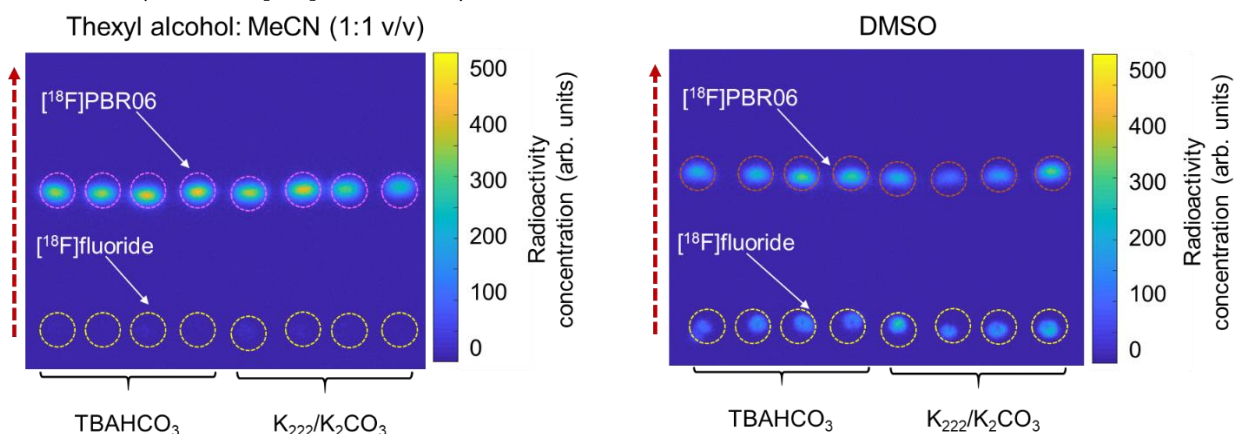 Thexyl alcohol: MeCN (1:1 v/v)
[¹⁸F]PBR06
[¹⁸F]fluoride
500
400
300
200
100
0
Radioactivity
concentration (arb. units)
TBAHCO₃
K₂₂₂/K₂CO₃
DMSO
[¹⁸F]PBR06
[¹⁸F]fluoride
500
400
300
200
100
0
Radioactivity
concentration (arb. units)
TBAHCO₃
K₂₂₂/K₂CO₃